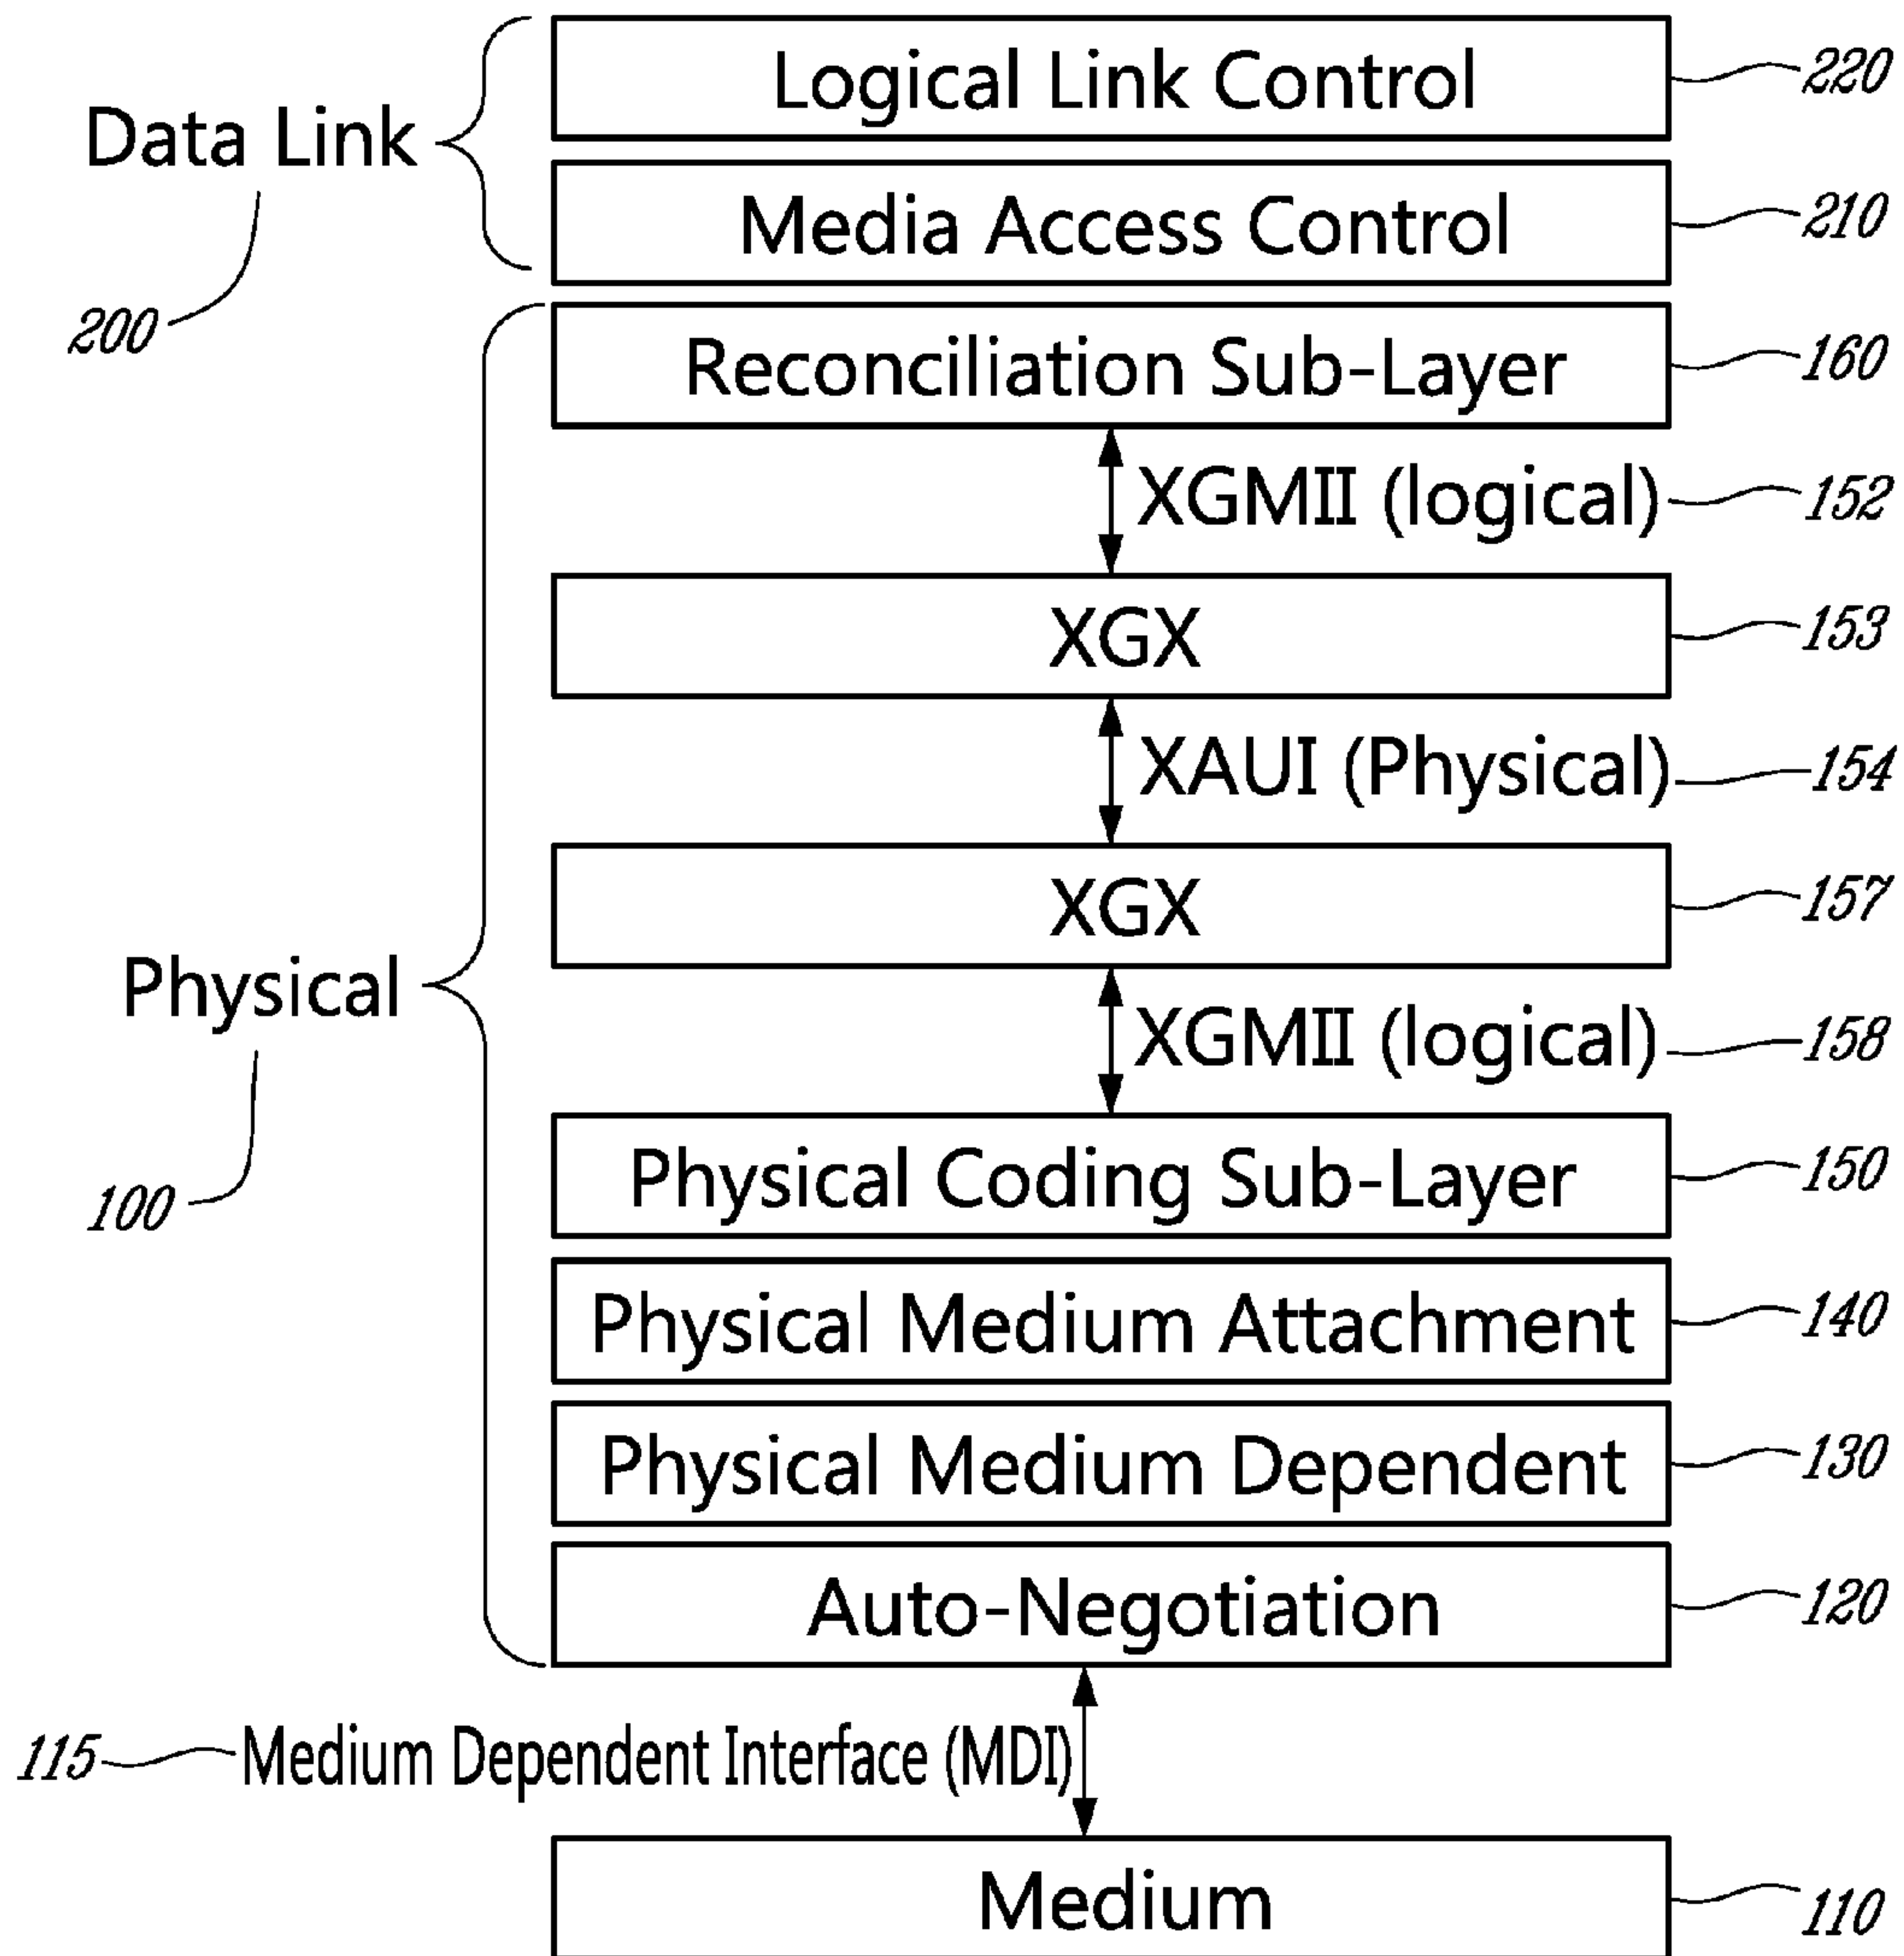 Logical Link Control
220
Data Link
Media Access Control
210
200
Reconciliation Sub-Layer
160
XGMII (logical)
152
XGX
153
XAUI (Physical)
154
XGX
157
Physical
XGMII (logical)
158
100
Physical Coding Sub-Layer
150
Physical Medium Attachment
140
Physical Medium Dependent
130
Auto-Negotiation
120
115
Medium Dependent Interface (MDI)
Medium
110